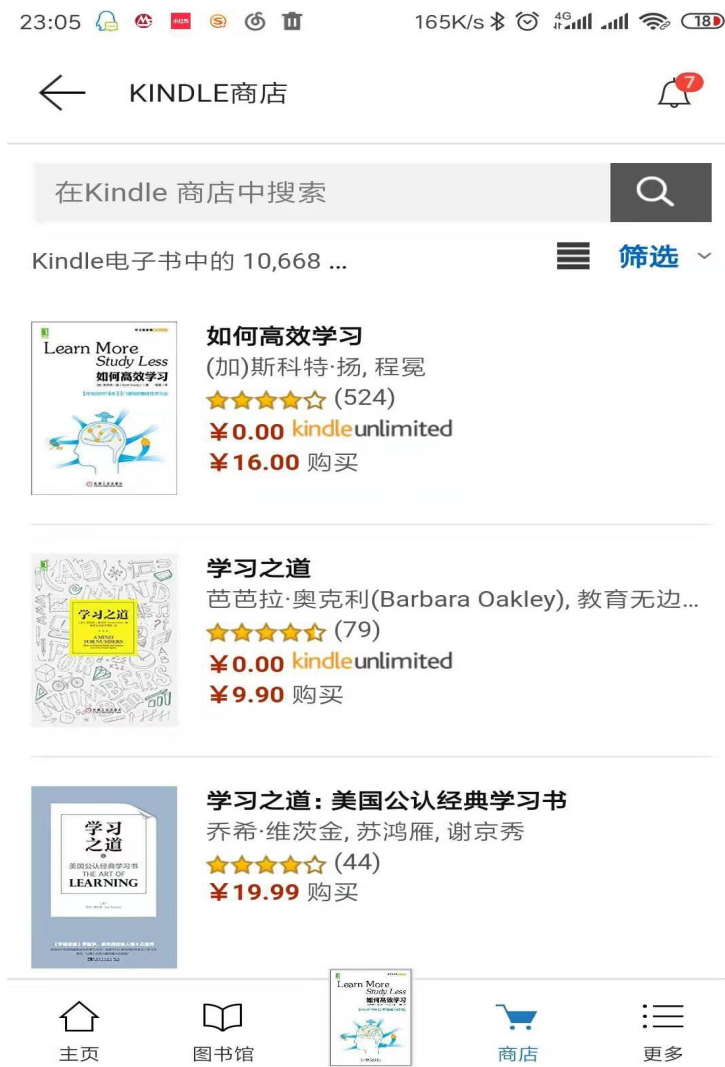 23:05
165K/s
4G
18
KINDLE商店
7
在Kindle 商店中搜索
Kindle电子书中的 10,668 ...
筛选
Learn More
Study Less
如何高效学习
如何高效学习
(加)斯科特·扬, 程冕
(524)
¥0.00 kindleunlimited
¥16.00 购买
学习之道
A MIND
FOR NUMBERS
学习之道
芭芭拉·奥克利(Barbara Oakley), 教育无边...
(79)
¥0.00 kindleunlimited
¥9.90 购买
学习
之道
美国公认经典学习书
THE ART OF
LEARNING
学习之道：美国公认经典学习书
乔希·维茨金, 苏鸿雁, 谢京秀
(44)
¥19.99 购买
主页
图书馆
Learn More
Study Less
如何高效学习
商店
更多